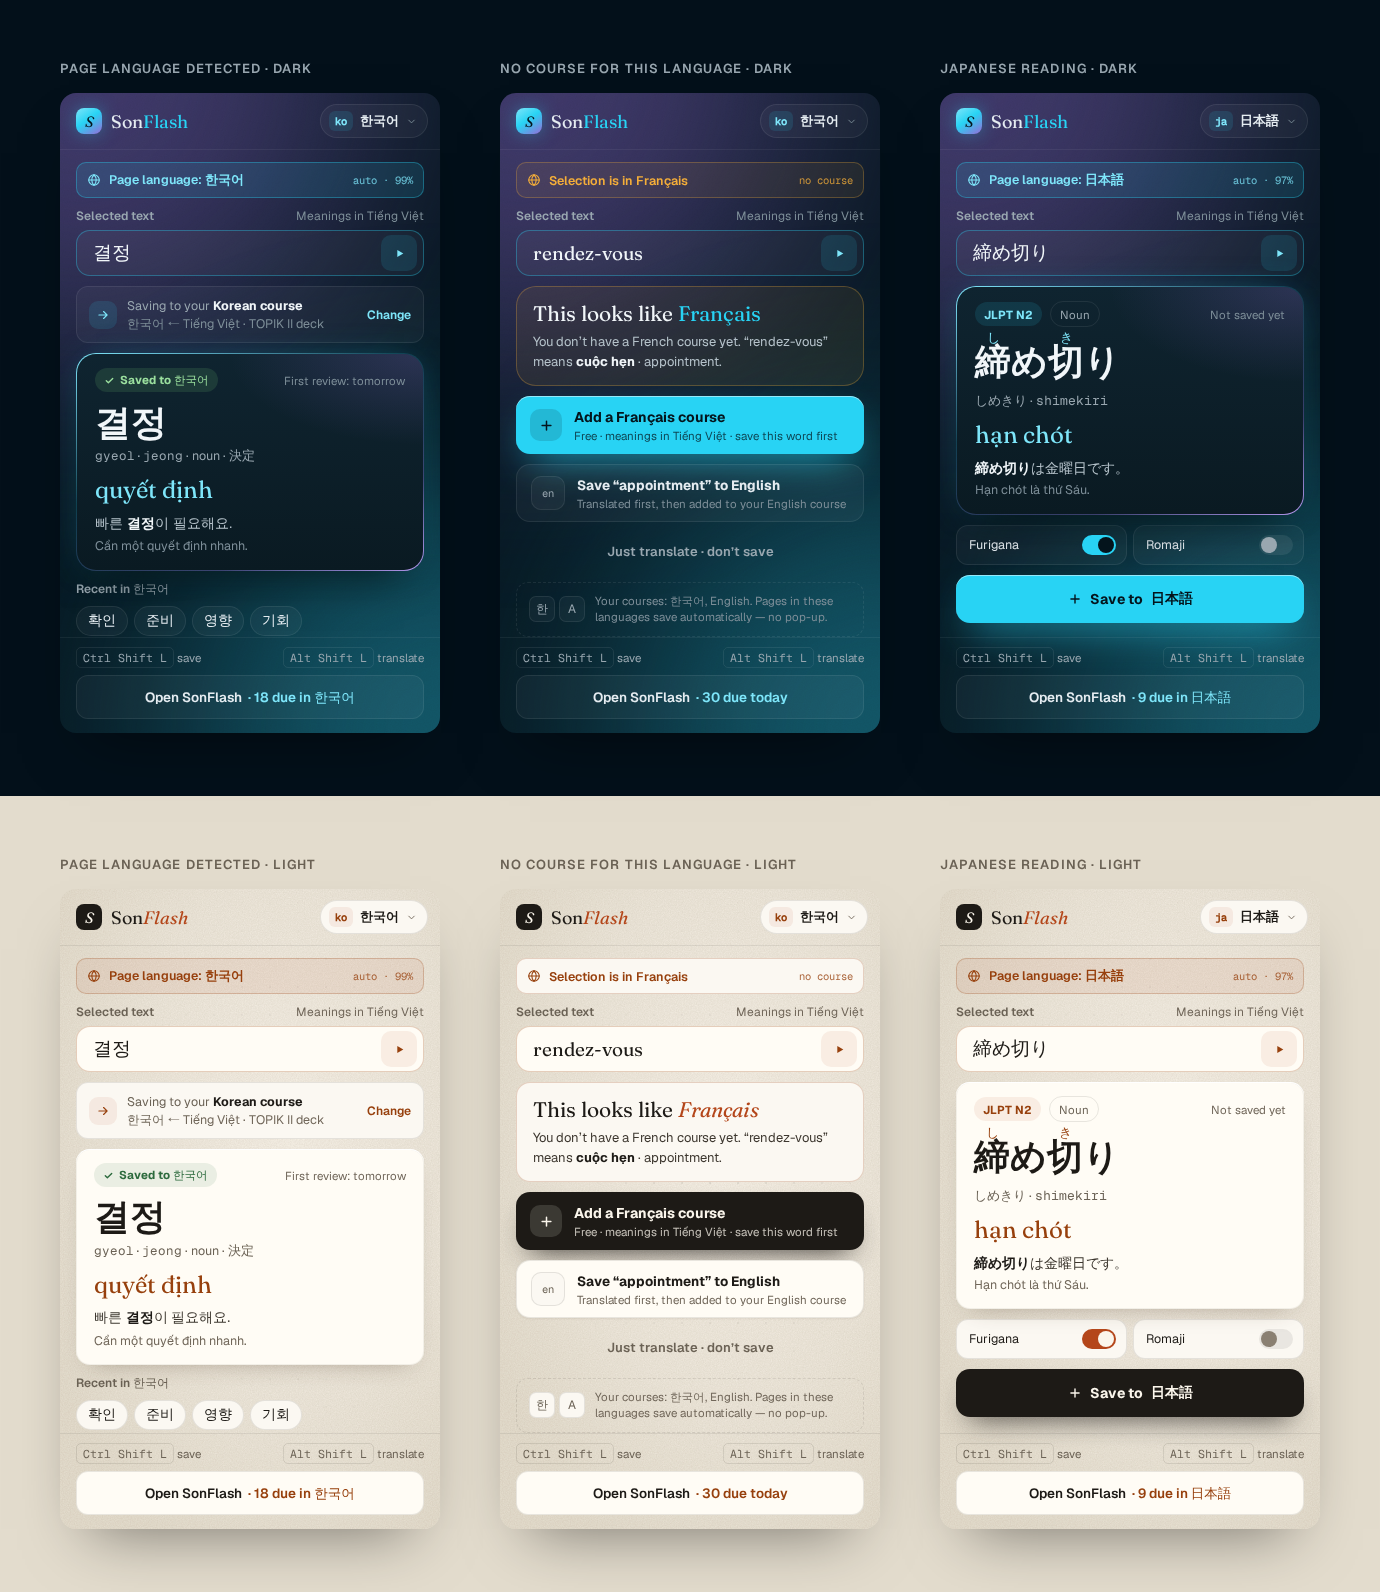 PAGE LANGUAGE DETECTED · DARK
S SonFlash
ko 한국어
Page language: 한국어 auto · 99%
Selected text Meanings in Tiếng Việt
결정
Saving to your Korean course
한국어 ← Tiếng Việt · TOPIK II deck
Change
Saved to 한국어 First review: tomorrow
결정
gyeol · jeong · noun · 決定
quyết định
빠른 결정이 필요해요.
Cần một quyết định nhanh.
Recent in 한국어
확인 준비 영향 기회
Ctrl Shift L save Alt Shift L translate
Open SonFlash · 18 due in 한국어
NO COURSE FOR THIS LANGUAGE · DARK
S SonFlash
ko 한국어
Selection is in Français no course
Selected text Meanings in Tiếng Việt
rendez-vous
This looks like Français
You don’t have a French course yet. “rendez-vous”
means cuộc hẹn · appointment.
Add a Français course
Free · meanings in Tiếng Việt · save this word first
en
Save “appointment” to English
Translated first, then added to your English course
Just translate · don’t save
한 A
Your courses: 한국어, English. Pages in these
languages save automatically — no pop-up.
Ctrl Shift L save Alt Shift L translate
Open SonFlash · 30 due today
JAPANESE READING · DARK
S SonFlash
ja 日本語
Page language: 日本語 auto · 97%
Selected text Meanings in Tiếng Việt
締め切り
JLPT N2 Noun Not saved yet
し き
締め切り
しめきり · shimekiri
hạn chót
締め切りは金曜日です。
Hạn chót là thứ Sáu.
Furigana Romaji
Save to 日本語
Ctrl Shift L save Alt Shift L translate
Open SonFlash · 9 due in 日本語
PAGE LANGUAGE DETECTED · LIGHT
S SonFlash
ko 한국어
Page language: 한국어 auto · 99%
Selected text Meanings in Tiếng Việt
결정
Saving to your Korean course
한국어 ← Tiếng Việt · TOPIK II deck
Change
Saved to 한국어 First review: tomorrow
결정
gyeol · jeong · noun · 決定
quyết định
빠른 결정이 필요해요.
Cần một quyết định nhanh.
Recent in 한국어
확인 준비 영향 기회
Ctrl Shift L save Alt Shift L translate
Open SonFlash · 18 due in 한국어
NO COURSE FOR THIS LANGUAGE · LIGHT
S SonFlash
ko 한국어
Selection is in Français no course
Selected text Meanings in Tiếng Việt
rendez-vous
This looks like Français
You don’t have a French course yet. “rendez-vous”
means cuộc hẹn · appointment.
Add a Français course
Free · meanings in Tiếng Việt · save this word first
en
Save “appointment” to English
Translated first, then added to your English course
Just translate · don’t save
한 A
Your courses: 한국어, English. Pages in these
languages save automatically — no pop-up.
Ctrl Shift L save Alt Shift L translate
Open SonFlash · 30 due today
JAPANESE READING · LIGHT
S SonFlash
ja 日本語
Page language: 日本語 auto · 97%
Selected text Meanings in Tiếng Việt
締め切り
JLPT N2 Noun Not saved yet
し き
締め切り
しめきり · shimekiri
hạn chót
締め切りは金曜日です。
Hạn chót là thứ Sáu.
Furigana Romaji
Save to 日本語
Ctrl Shift L save Alt Shift L translate
Open SonFlash · 9 due in 日本語